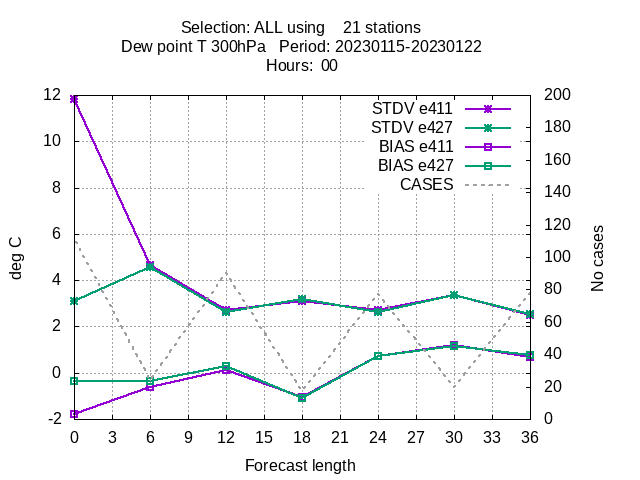 Selection: ALL using    21 stations
Dew point T 300hPa   Period: 20230115-20230122
Hours:  00
STDV e411
STDV e427
BIAS e411
BIAS e427
CASES
12
10
8
6
4
2
0
-2
deg C
200
180
160
140
120
100
80
60
40
20
0
No cases
0 3 6 9 12 15 18 21 24 27 30 33 36
Forecast length